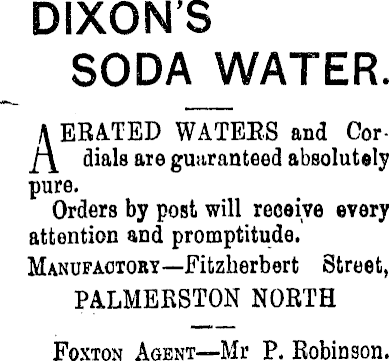 DIXON'S
SODA WATER.
AERATED WATERS and Cor-
dials are guaranteed absolutely
pure.
Orders by post will receive every
attention and promptitude.
MANUFACTORY—Fitzherbert Street,
PALMERSTON NORTH
FOXTON AGENT—Mr P. Robinson.